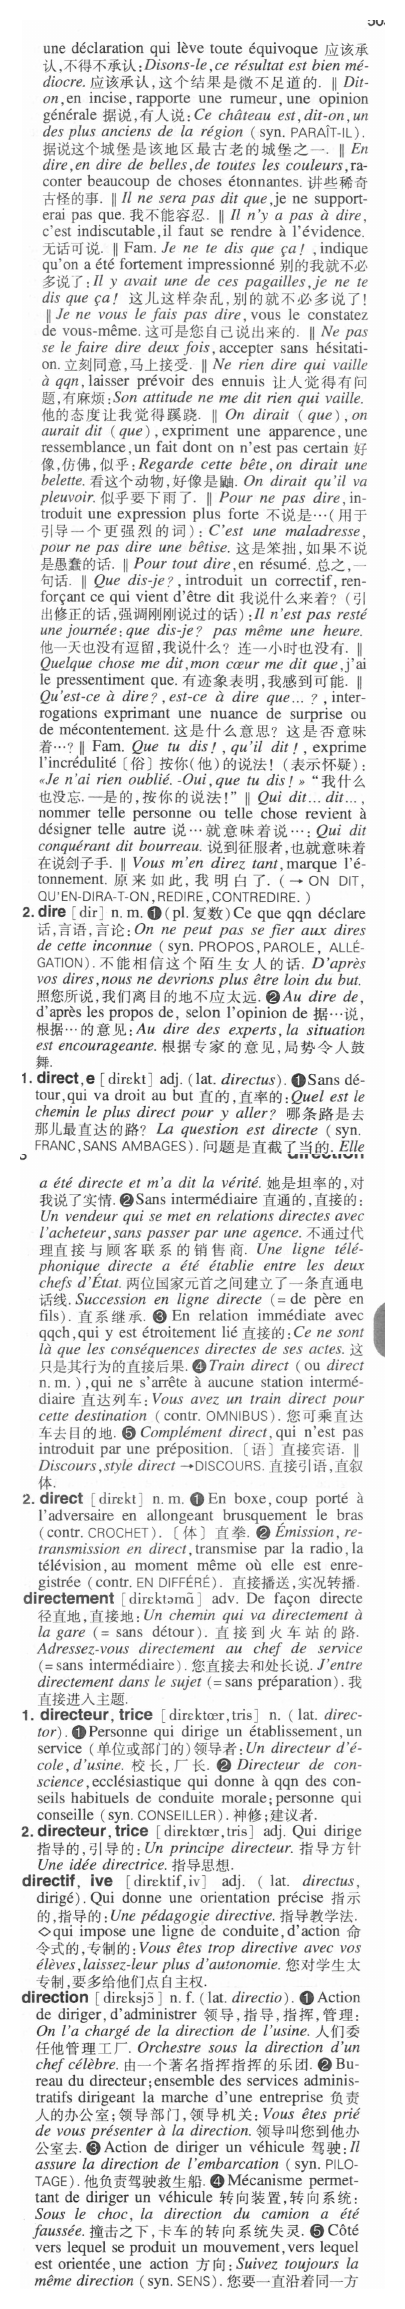 une déclaration qui lève toute équivoque 应该承
认,不得不承认:Disons-le,ce résultat est bien mé-
diocre. 应该承认,这个结果是微不足道的. ‖ Dit-
on,en incise, rapporte une rumeur, une opinion
générale 据说,有人说:Ce château est,dit-on,un
des plus anciens de la région ( syn. PARAÎT-IL ).
据说这个城堡是该地区最古老的城堡之一. ‖ En
dire,en dire de belles,de toutes les couleurs,ra-
conter beaucoup de choses étonnantes. 讲些稀奇
古怪的事. ‖ Il ne sera pas dit que,je ne support-
erai pas que. 我不能容忍. ‖ Il n'y a pas à dire,
c'est indiscutable,il faut se rendre à l'évidence.
无话可说. ‖ Fam. Je ne te dis que ça! ,indique
qu'on a été fortement impressionné 别的我就不必
多说了:Il y avait une de ces pagailles,je ne te
dis que ça! 这儿这样杂乱,别的就不必多说了!
‖ Je ne vous le fais pas dire,vous le constatez
de vous-même. 这可是您自己说出来的. ‖ Ne pas
se le faire dire deux fois, accepter sans hésitati-
on. 立刻同意,马上接受. ‖ Ne rien dire qui vaille
à qqn,laisser prévoir des ennuis 让人觉得有问
题,有麻烦:Son attitude ne me dit rien qui vaille.
他的态度让我觉得蹊跷. ‖ On dirait ( que ),on
aurait dit ( que ), expriment une apparence, une
ressemblance,un fait dont on n'est pas certain 好
像,仿佛,似乎:Regarde cette bête,on dirait une
belette. 看这个动物,好像是鼬. On dirait qu'il va
pleuvoir. 似乎要下雨了. ‖ Pour ne pas dire,in-
troduit une expression plus forte 不说是…(用于
引导一个更强烈的词): C'est une maladresse,
pour ne pas dire une bêtise. 这是笨拙,如果不说
是愚蠢的话. ‖ Pour tout dire,en résumé. 总之,一
句话. ‖ Que dis-je? ,introduit un correctif, ren-
forçant ce qui vient d'être dit 我说什么来着? (引
出修正的话,强调刚刚说过的话):Il n'est pas resté
une journée:que dis-je? pas même une heure.
他一天也没有逗留,我说什么? 连一小时也没有. ‖
Quelque chose me dit,mon cœur me dit que,j'ai
le pressentiment que. 有迹象表明,我感到可能. ‖
Qu'est-ce à dire? ,est-ce à dire que… ? , inter-
rogations exprimant une nuance de surprise ou
de mécontentement. 这是什么意思? 这是否意味
着…? ‖ Fam. Que tu dis! , qu'il dit! , exprime
l'incrédulité〔俗〕按你(他)的说法! (表示怀疑):
«Je n'ai rien oublié. -Oui,que tu dis! » “我什么
也没忘. —是的,按你的说法!” ‖ Qui dit… dit…,
nommer telle personne ou telle chose revient à
désigner telle autre 说…就意味着说…: Qui dit
conquérant dit bourreau. 说到征服者,也就意味着
在说刽子手. ‖ Vous m'en direz tant,marque l'é-
tonnement. 原来如此,我明白了. ( → ON DIT,
QU'EN-DIRA-T-ON,REDIRE,CONTREDIRE. )
2. dire [dir] n. m. ❶(pl. 复数) Ce que qqn déclare
话,言语,言论:On ne peut pas se fier aux dires
de cette inconnue ( syn. PROPOS, PAROLE, ALLÉ-
GATION). 不能相信这个陌生女人的话. D'après
vos dires,nous ne devrions plus être loin du but.
照您所说,我们离目的地不应太远. ❷Au dire de,
d'après les propos de, selon l'opinion de 据…说,
根据…的意见:Au dire des experts, la situation
est encourageante. 根据专家的意见,局势令人鼓
舞.
1. direct,e [dirɛkt] adj. (lat. directus). ❶Sans dé-
tour,qui va droit au but 直的,直率的:Quel est le
chemin le plus direct pour y aller? 哪条路是去
那儿最直达的路? La question est directe (syn.
FRANC,SANS AMBAGES). 问题是直截了当的. Elle
a été directe et m'a dit la vérité. 她是坦率的,对
我说了实情. ❷Sans intermédiaire 直通的,直接的:
Un vendeur qui se met en relations directes avec
l'acheteur,sans passer par une agence. 不通过代
理直接与顾客联系的销售商. Une ligne télé-
phonique directe a été établie entre les deux
chefs d'État. 两位国家元首之间建立了一条直通电
话线. Succession en ligne directe (= de père en
fils). 直系继承. ❸ En relation immédiate avec
qqch,qui y est étroitement lié 直接的:Ce ne sont
là que les conséquences directes de ses actes. 这
只是其行为的直接后果. ❹Train direct ( ou direct
n. m. ),qui ne s'arrête à aucune station intermé-
diaire 直达列车:Vous avez un train direct pour
cette destination ( contr. OMNIBUS). 您可乘直达
车去目的地. ❺ Complément direct,qui n'est pas
introduit par une préposition.〔语〕直接宾语. ‖
Discours,style direct →DISCOURS. 直接引语,直叙
体.
2. direct [dirɛkt] n. m. ❶ En boxe, coup porté à
l'adversaire en allongeant brusquement le bras
(contr. CROCHET).〔体〕直拳. ❷ Émission, re-
transmission en direct,transmise par la radio,la
télévision, au moment même où elle est enre-
gistrée (contr. EN DIFFÉRÉ). 直接播送,实况转播.
directement [dirɛktəmɑ̃] adv. De façon directe
径直地,直接地:Un chemin qui va directement à
la gare (= sans détour). 直接到火车站的路.
Adressez-vous directement au chef de service
(=sans intermédiaire). 您直接去和处长说. J'entre
directement dans le sujet (=sans préparation). 我
直接进入主题.
1. directeur, trice [dirɛktœr,tris] n. ( lat. direc-
tor). ❶Personne qui dirige un établissement,un
service (单位或部门的)领导者:Un directeur d'é-
cole,d'usine. 校长,厂长. ❷ Directeur de con-
science,ecclésiastique qui donne à qqn des con-
seils habituels de conduite morale;personne qui
conseille (syn. CONSEILLER). 神修;建议者.
2. directeur, trice [dirɛktœr,tris] adj. Qui dirige
指导的,引导的:Un principe directeur. 指导方针
Une idée directrice. 指导思想.
directif, ive [dirɛktif,iv] adj. ( lat. directus,
dirigé). Qui donne une orientation précise 指示
的,指导的:Une pédagogie directive. 指导教学法.
◇qui impose une ligne de conduite,d'action 命
令式的,专制的:Vous êtes trop directive avec vos
élèves,laissez-leur plus d'autonomie. 您对学生太
专制,要多给他们点自主权.
direction [dirɛksjɔ̃] n. f. (lat. directio). ❶Action
de diriger,d'administrer 领导,指导,指挥,管理:
On l'a chargé de la direction de l'usine. 人们委
任他管理工厂. Orchestre sous la direction d'un
chef célèbre. 由一个著名指挥指挥的乐团. ❷ Bu-
reau du directeur;ensemble des services adminis-
tratifs dirigeant la marche d'une entreprise 负责
人的办公室;领导部门,领导机关: Vous êtes prié
de vous présenter à la direction. 领导叫您到他办
公室去. ❸Action de diriger un véhicule 驾驶:Il
assure la direction de l'embarcation (syn. PILO-
TAGE). 他负责驾驶救生船. ❹Mécanisme permet-
tant de diriger un véhicule 转向装置,转向系统:
Sous le choc, la direction du camion a été
faussée. 撞击之下,卡车的转向系统失灵. ❺Côté
vers lequel se produit un mouvement,vers lequel
est orientée,une action 方向:Suivez toujours la
même direction (syn. SENS). 您要一直沿着同一方